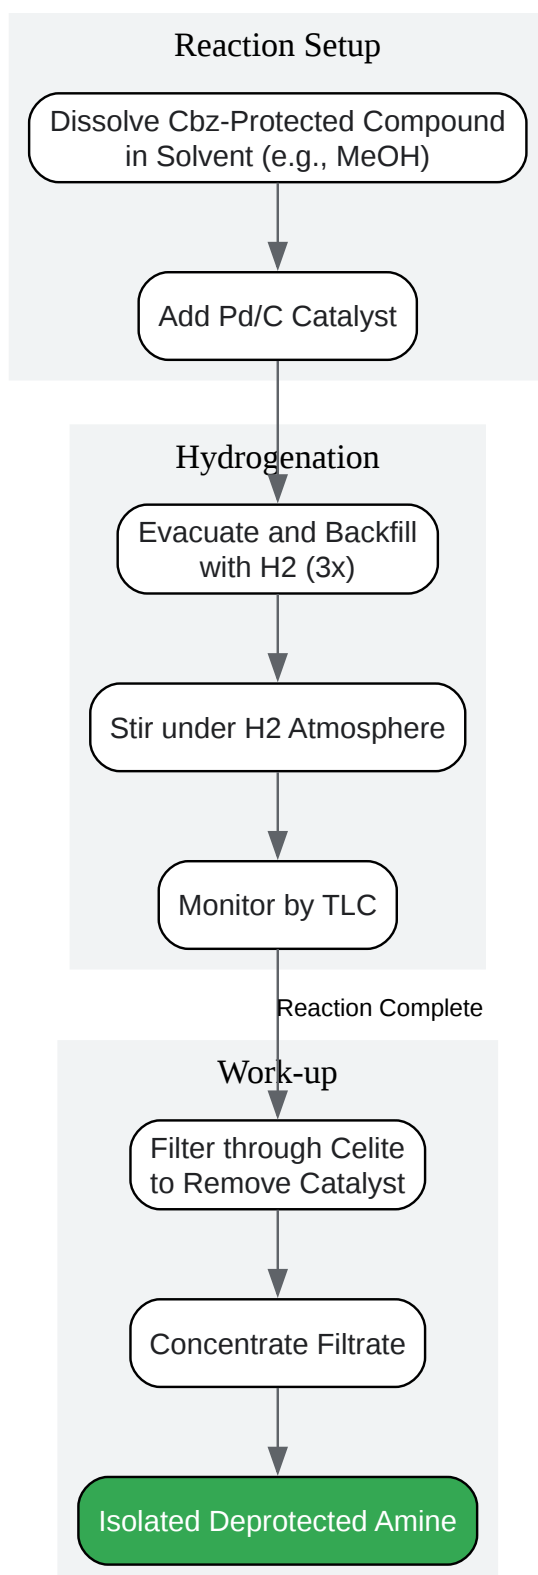 Reaction Setup
Dissolve Cbz-Protected Compound
in Solvent (e.g., MeOH)
Add Pd/C Catalyst
Hydrogenation
Evacuate and Backfill
with H2 (3x)
Stir under H2 Atmosphere
Monitor by TLC
Reaction Complete
Work-up
Filter through Celite
to Remove Catalyst
Concentrate Filtrate
Isolated Deprotected Amine